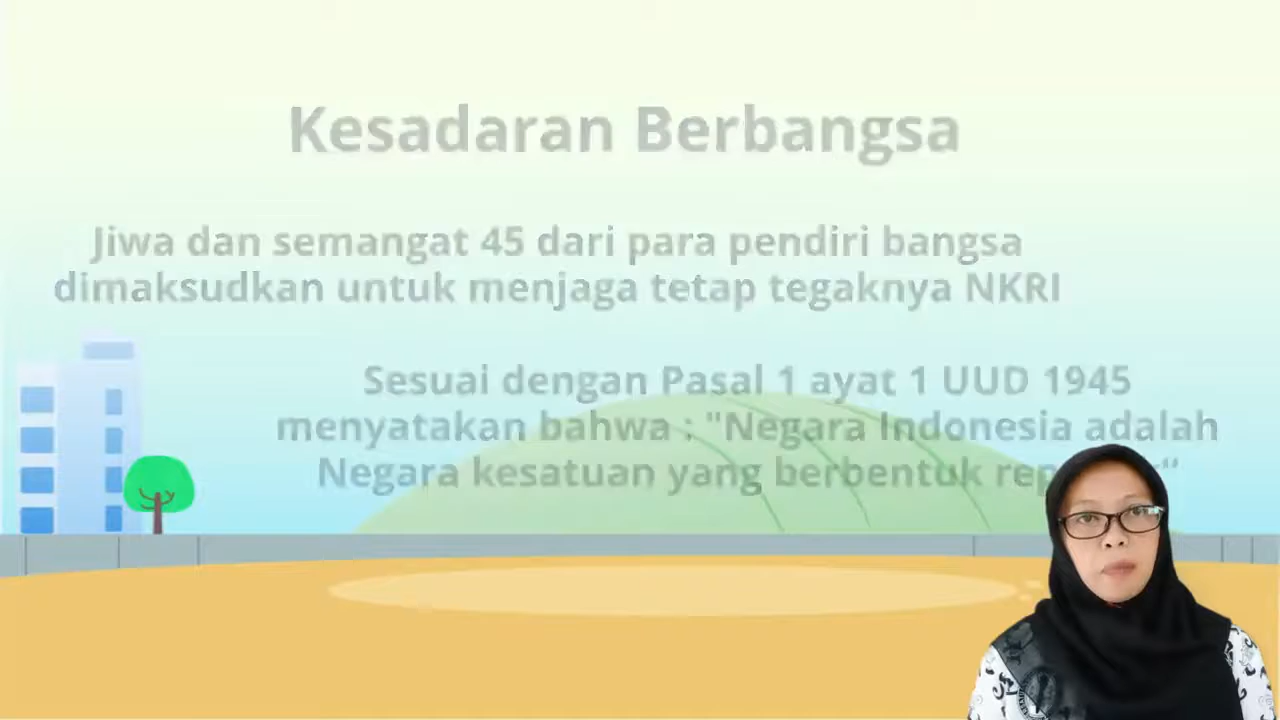 Kesadaran Berbangsa
Jiwa dan semangat 45 dari para pendiri bangsa
dimaksudkan untuk menjaga tetap tegaknya NKRI
Sesuai dengan Pasal 1 ayat 1 UUD 1945
menyatakan bahwa : "Negara Indonesia adalah
Negara kesatuan yang berbentuk